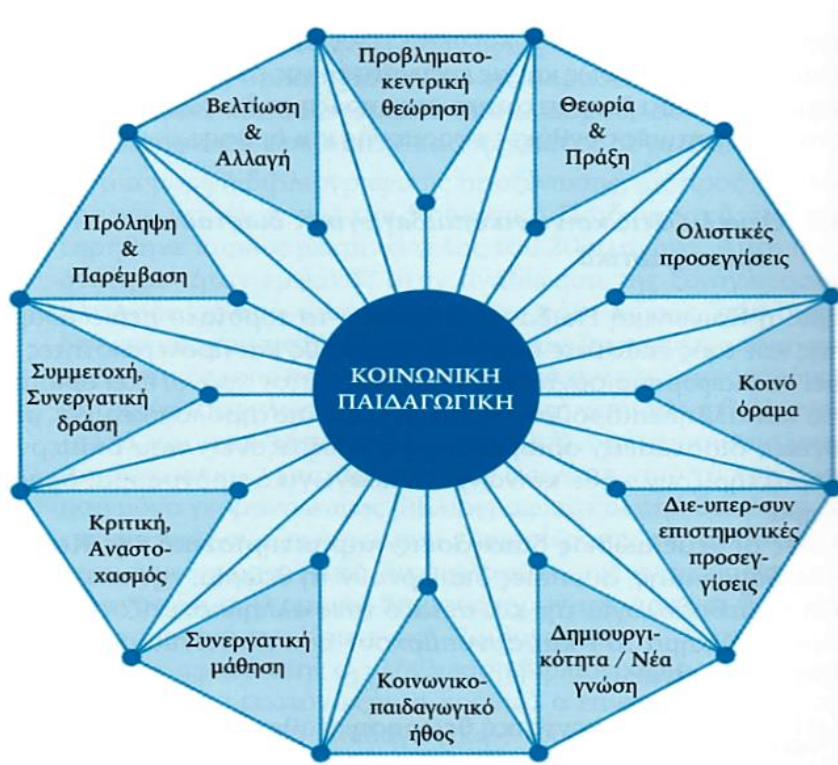 Προβληματο-
κεντρική
θεώρηση
Θεωρία
&
Πράξη
Ολιστικές
προσεγγίσεις
Κοινό
όραμα
Διε-υπερ-συν
επιστημονικές
προσεγ-
γίσεις
Δημιουργι-
κότητα / Νέα
γνώση
Κοινωνικο-
παιδαγωγικό
ήθος
Συνεργατική
μάθηση
Κριτική,
Αναστο-
χασμός
Συμμετοχή,
Συνεργατική
δράση
Πρόληψη
&
Παρέμβαση
Βελτίωση
&
Αλλαγή
ΚΟΙΝΩΝΙΚΗ
ΠΑΙΔΑΓΩΓΙΚΗ